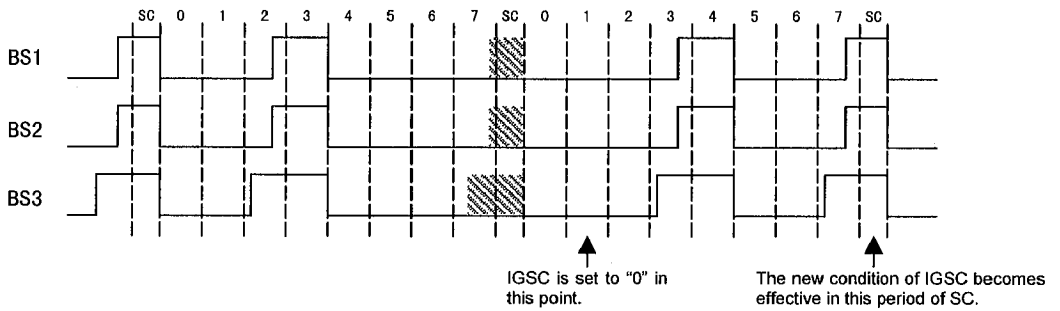 SC 0 1 2 3 4 5 6 7 SC 0 1 2 3 4 5 6 7 SC
BS1
BS2
BS3
IGSC is set to “0” in
this point.
The new condition of IGSC becomes
effective in this period of SC.